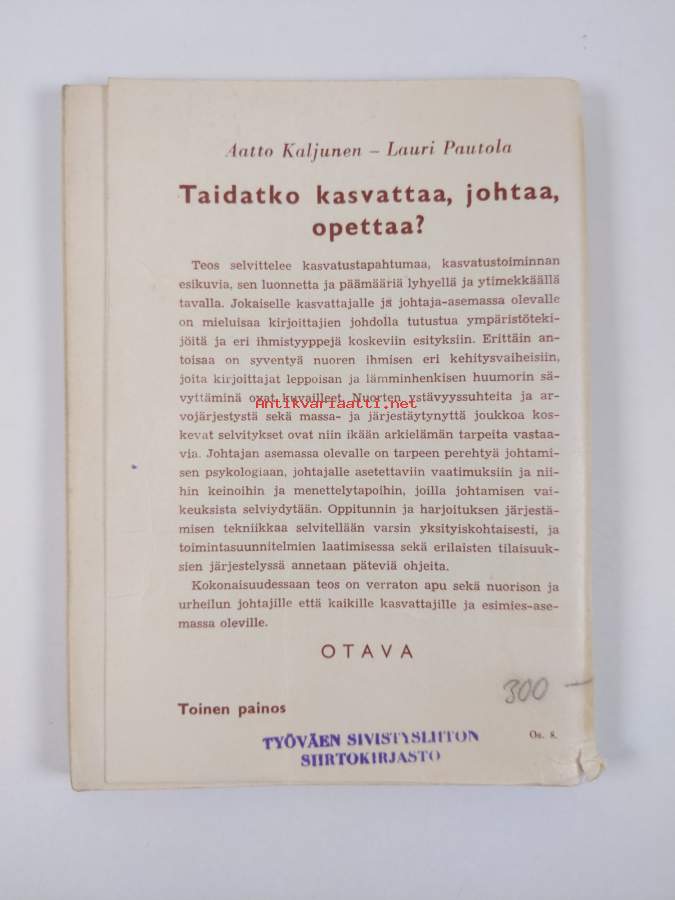 Aatto Kaljunen – Lauri Pautola
Taidatko kasvattaa, johtaa,
opettaa?
Teos selvittelee kasvatustapahtumaa, kasvatustoiminnan
esikuvia, sen luonnetta ja päämääriä lyhyellä ja ytimekkäällä
tavalla. Jokaiselle kasvattajalle ja johtaja-asemassa olevalle
on mieluisaa kirjoittajien johdolla tutustua ympäristöteki-
jöitä ja eri ihmistyyppejä koskeviin esityksiin. Erittäin an-
toisaa on syventyä nuoren ihmisen eri kehitysvaiheisiin,
joita kirjoittajat leppoisan ja lämminhenkisen huumorin sä-
vyttäminä ovat kuvailleet. Nuorten ystävyyssuhteita ja ar-
Antikvariaatti.net
vojärjestystä sekä massa- ja järjestäytynyttä joukkoa kos-
kevat selvitykset ovat niin ikään arkielämän tarpeita vastaa-
via. Johtajan asemassa olevalle on tarpeen perehtyä johtami-
sen psykologiaan, johtajalle asetettaviin vaatimuksiin ja nii-
hin keinoihin ja menettelytapoihin, joilla johtamisen vai-
keuksista selviydytään. Oppitunnin ja harjoituksen järjestä-
misen tekniikkaa selvitellään varsin yksityiskohtaisesti, ja
toimintasuunnitelmien laatimisessa sekä erilaisten tilaisuuk-
sien järjestelyssä annetaan päteviä ohjeita.
Kokonaisuudessaan teos on verraton apu sekä nuorison ja
urheilun johtajille että kaikille kasvattajille ja esimies-ase-
massa oleville.
OTAVA
300 —
Toinen painos
Os. 8.
TYÖVÄEN SIVISTYSLIITON
SIIRTOKIRJASTO